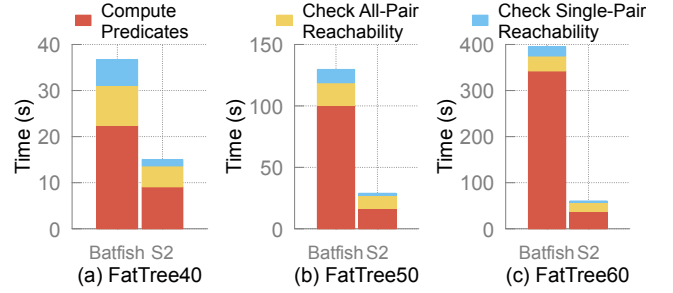 Compute
Predicates
Check All-Pair
Reachability
Check Single-Pair
Reachability
Time (s)
40
30
20
10
0
Batfish S2
(a) FatTree40
Time (s)
150
100
50
0
Batfish S2
(b) FatTree50
Time (s)
400
300
200
100
0
Batfish S2
(c) FatTree60